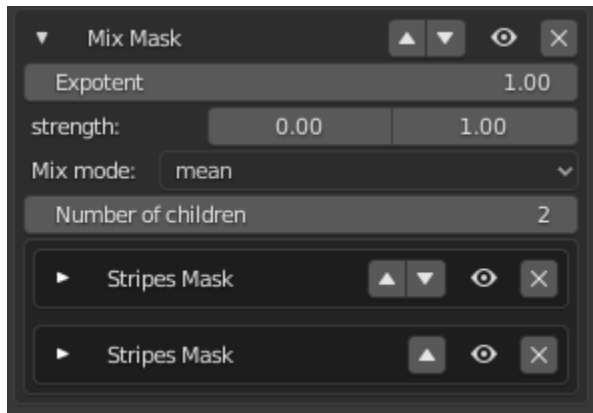 Mix Mask
Expotent 1.00
strength: 0.00 1.00
Mix mode: mean
Number of children 2
Stripes Mask
Stripes Mask